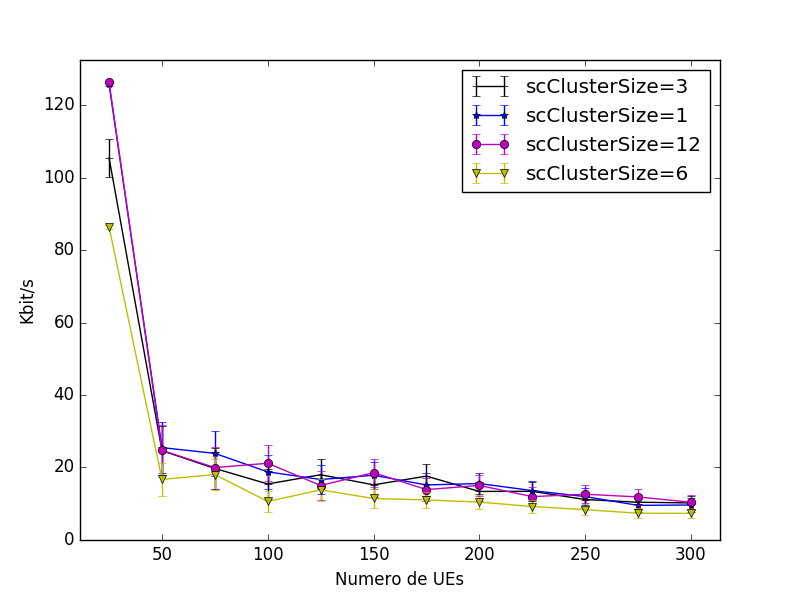 scClusterSize=3
scClusterSize=1
scClusterSize=12
scClusterSize=6
120
100
80
60
40
20
0
Kbit/s
50 100 150 200 250 300
Numero de UEs